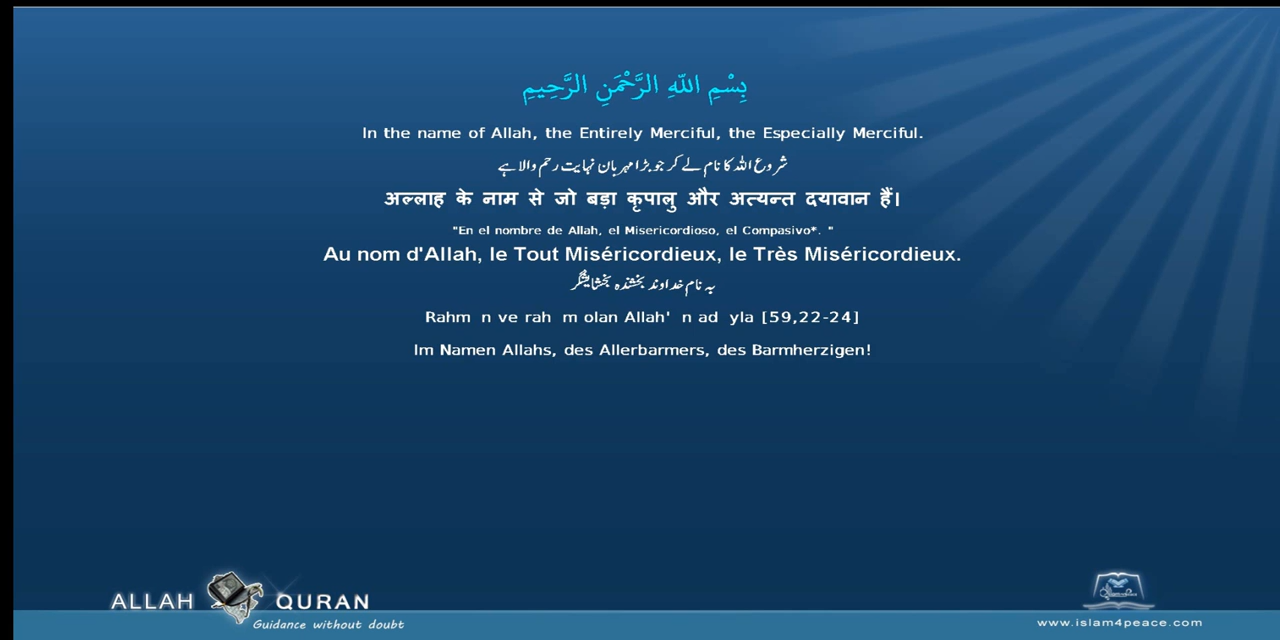 بِسْمِ اللَّهِ الرَّحْمَنِ الرَّحِيمِ
In the name of Allah, the Entirely Merciful, the Especially Merciful.
شروع الله کا نام لے کر جو بڑا مہربان نہایت رحم والا ہے
अल्लाह के नाम से जो बड़ा कृपालु और अत्यन्त दयावान हैं।
"En el nombre de Allah, el Misericordioso, el Compasivo*. "
Au nom d'Allah, le Tout Miséricordieux, le Très Miséricordieux.
به نام خداوند بخشنده بخشایشگر
Rahm n ve rah m olan Allah' n ad yla [59,22-24]
Im Namen Allahs, des Allerbarmers, des Barmherzigen!
ALLAH QURAN
Guidance without doubt
www.islam4peace.com